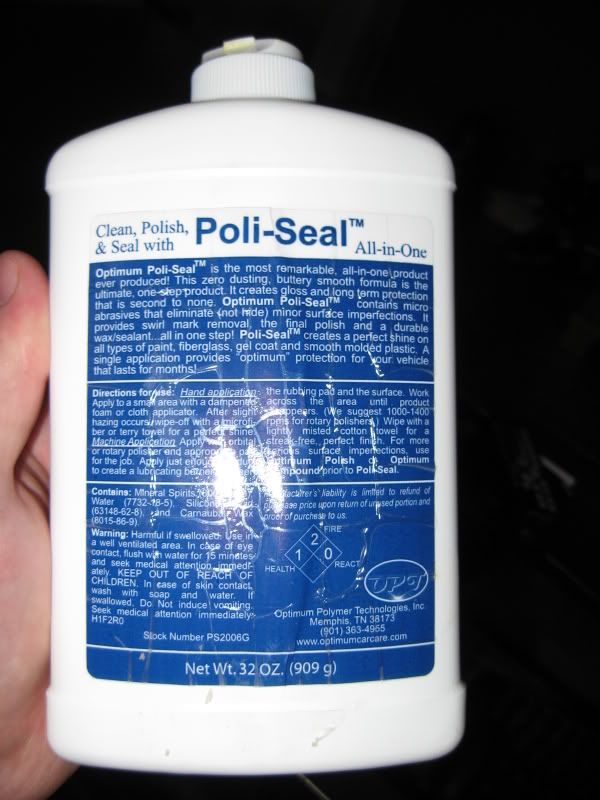 Clean, Polish,
& Seal with
Poli-Seal™
All-in-One
Optimum Poli-Seal™ is the most remarkable, all-in-one product
ever produced! This zero dusting, buttery smooth formula is the
ultimate, one-step product. It creates gloss and long term protection
that is second to none. Optimum Poli-Seal™ contains micro
abrasives that eliminate (not hide) minor surface imperfections. It
provides swirl mark removal, the final polish and a durable
wax/sealant...all in one step! Poli-Seal™ creates a perfect shine on
all types of paint, fiberglass, gel coat and smooth molded plastic. A
single application provides "optimum" protection for your vehicle
that lasts for months!
Directions for use: Hand application-
Apply to a small area with a dampened
foam or cloth applicator. After slight
hazing occurs wipe-off with a microfi-
ber or terry towel for a perfect shine.
Machine Application Apply orbital
or rotary polisher end
for the job. Apply just
to create a lubricating
the rubbing pad and the surface. Work
across the area until product
disappears. (We suggest 1000-1400
rpms for rotary polishers.) Wipe with a
lightly misted cotton towel for a
streak-free, perfect finish. For more
serious surface imperfections, use
Optimum Polish or Optimum
Compound prior to Poli-Seal.
Contains: Mineral Spirits
Water (7732-18-5),
(63148-62-8) and Carnauba Wax
(8015-86-9).
Manufacturer's liability is limited to refund of
purchase price upon return of unused portion and
proof of purchase to us.
Warning: Harmful if swallowed. Use in
a well ventilated area. In case of eye
contact, flush with water for 15 minutes
and seek medical attention immedi-
ately. KEEP OUT OF REACH OF
CHILDREN. In case of skin contact,
wash with soap and water. If
swallowed. Do Not induce vomiting.
Seek medical attention immediately.
H1F2R0
Stock Number PS2006G
FIRE
2
1 0
HEALTH REACT
OPT
Optimum Polymer Technologies, Inc.
Memphis, TN 38173
(901) 363-4955
www.optimumcarcare.com
Net Wt. 32 OZ. (909 g)